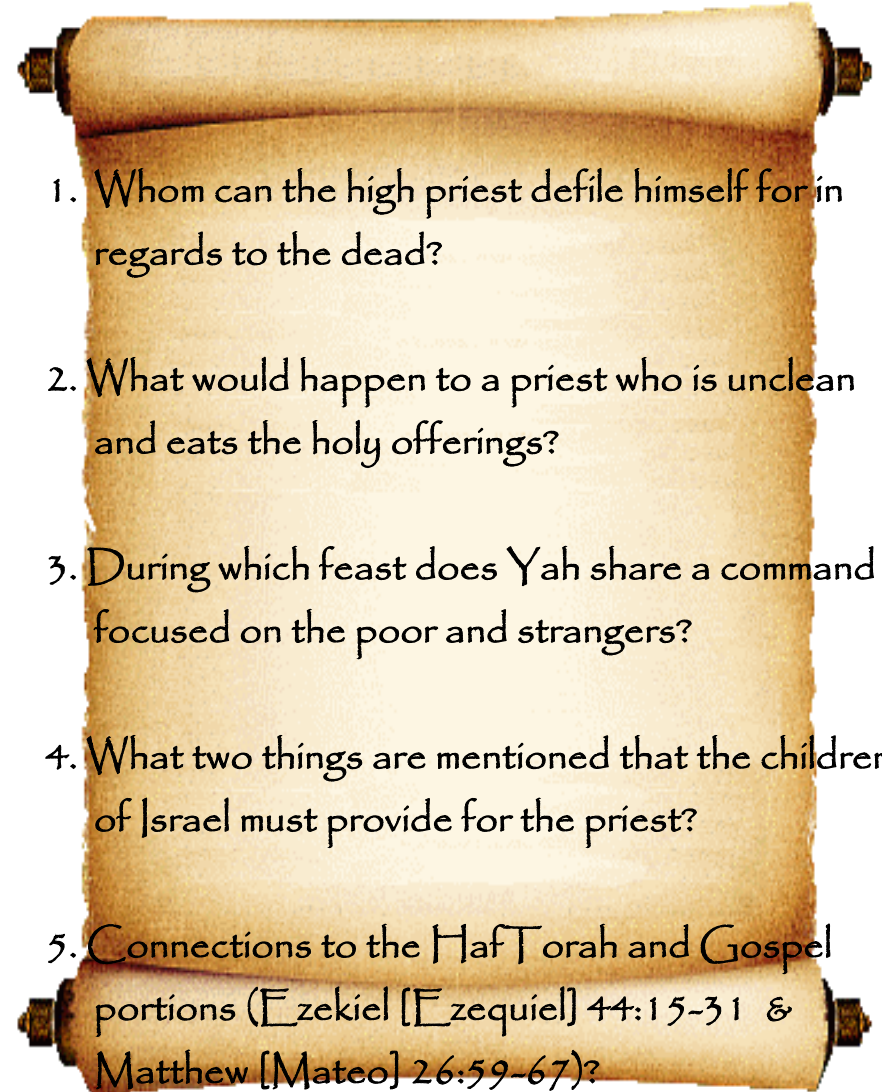 1. Whom can the high priest defile himself for in
regards to the dead?
2. What would happen to a priest who is unclean
and eats the holy offerings?
3. During which feast does Yah share a command
focused on the poor and strangers?
4. What two things are mentioned that the children
of Israel must provide for the priest?
5. Connections to the HafTorah and Gospel
portions (Ezekiel [Ezequiel] 44:15-31 &
Matthew [Mateo] 26:59-67)?